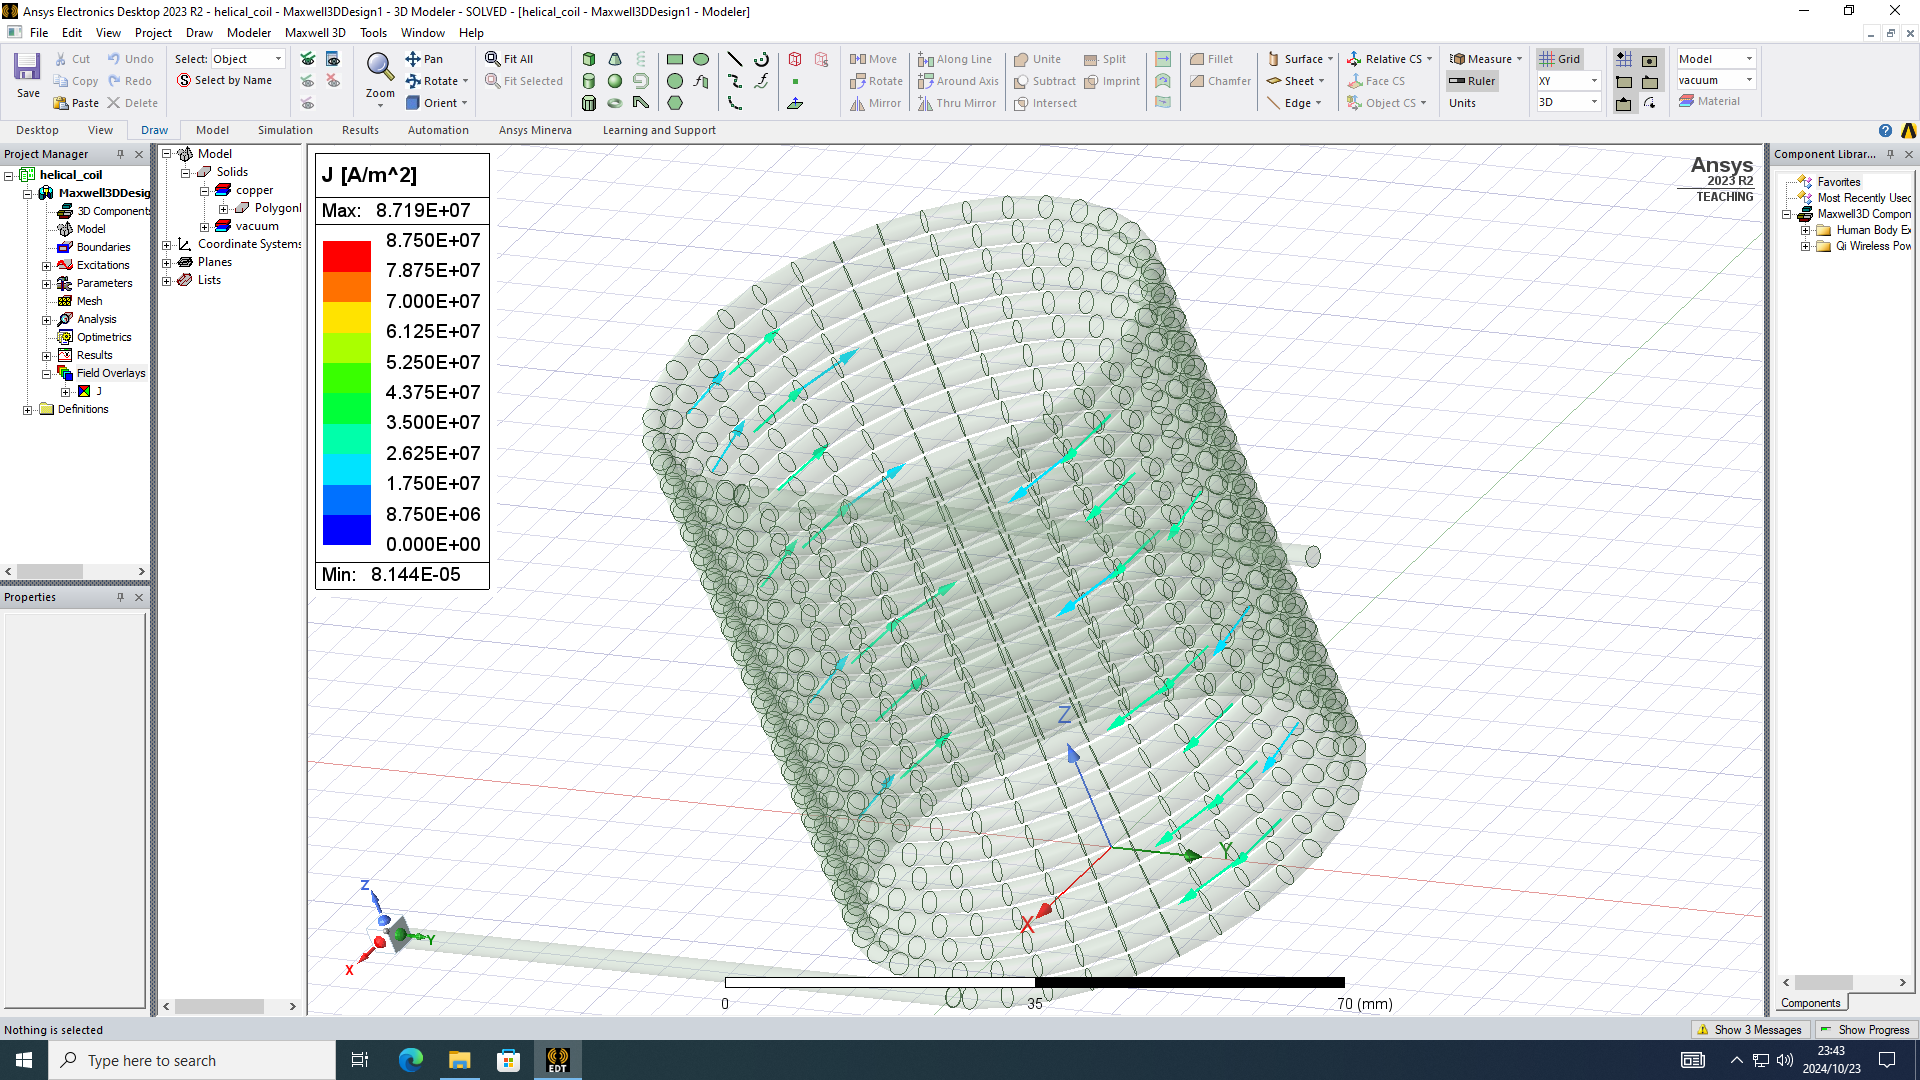 Ansys Electronics Desktop 2023 R2 - helical_coil - Maxwell3DDesign1 - 3D Modeler - SOLVED - [helical_coil - Maxwell3DDesign1 - Modeler]
File Edit View Project Draw Modeler Maxwell 3D Tools Window Help
Save
Cut Undo
Copy Redo
Paste Delete
Select: Object
Select by Name
Zoom
Pan
Rotate
Orient
Fit All
Fit Selected
Move Along Line Unite Split
Rotate Around Axis Subtract Imprint
Mirror Thru Mirror Intersect
Fillet
Chamfer
Surface Relative CS
Sheet Face CS
Edge Object CS
Measure
Ruler
Units
Grid
XY
3D
Model
vacuum
Material
Desktop View Draw Model Simulation Results Automation Ansys Minerva Learning and Support
Project Manager
helical_coil
Maxwell3DDesig
3D Component
Model
Boundaries
Excitations
Parameters
Mesh
Analysis
Optimetrics
Results
Field Overlays
J
Definitions
Properties
Model
Solids
copper
Polygonl
vacuum
Coordinate Systems
Planes
Lists
J [A/m^2]
Max: 8.719E+07
8.750E+07
7.875E+07
7.000E+07
6.125E+07
5.250E+07
4.375E+07
3.500E+07
2.625E+07
1.750E+07
8.750E+06
0.000E+00
Min: 8.144E-05
Ansys
2023 R2
TEACHING
Z
Y
X
Z
Y
X
0 35 70 (mm)
Component Librar...
Favorites
Most Recently Used
Maxwell3D Compon
Human Body Ex
Qi Wireless Pow
Components
Nothing is selected
Show 3 Messages Show Progress
Type here to search
EDT
23:43
2024/10/23